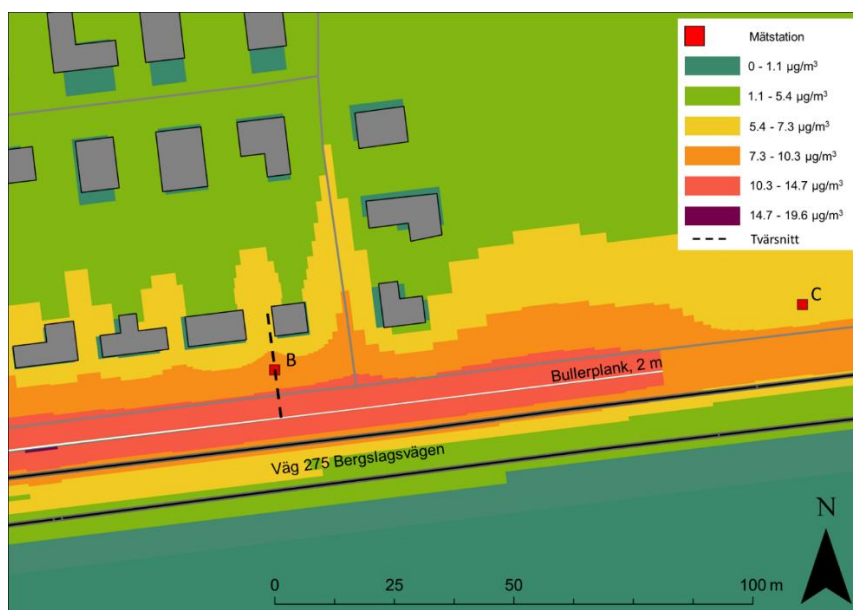 Mätstation
0 - 1.1 µg/m³
1.1 - 5.4 µg/m³
5.4 - 7.3 µg/m³
7.3 - 10.3 µg/m³
10.3 - 14.7 µg/m³
14.7 - 19.6 µg/m³
Tvärsnitt
C
B
Bullerplank, 2 m
Väg 275 Bergslagsvägen
N
0 25 50 100 m